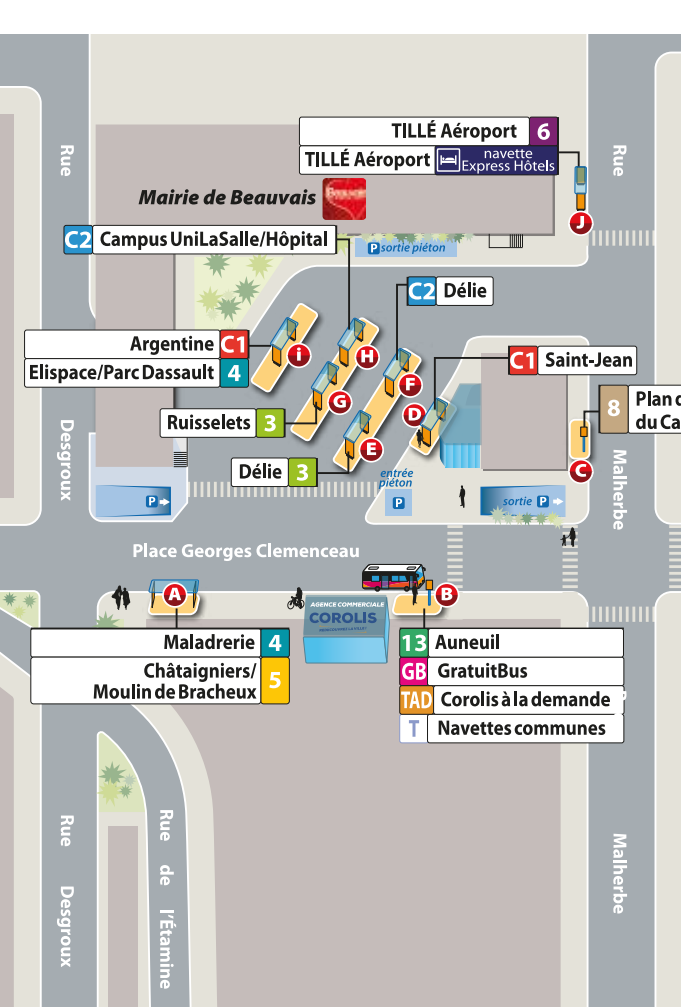 Rue
Rue
TILLÉ Aéroport 6
TILLÉ Aéroport navette
Express Hôtels
Mairie de Beauvais
J
C2 Campus UniLaSalle/Hôpital
P sortie piéton
C2 Délie
Argentine C1
Elispace/Parc Dassault 4
i
H
G
F
E
D
C1 Saint-Jean
8 Plan d
du Ca
Ruisselets 3
Délie 3
C
Desgroux
Malherbe
entrée
piéton
P
P
sortie P
Place Georges Clemenceau
A
B
AGENCE COMMERCIALE
COROLIS
Maladrerie 4
Châtaigniers/
Moulin de Bracheux 5
13 Auneuil
GB GratuitBus
TAD Corolis à la demande
T Navettes communes
Rue
Desgroux
Rue de l'Étamine
Malherbe